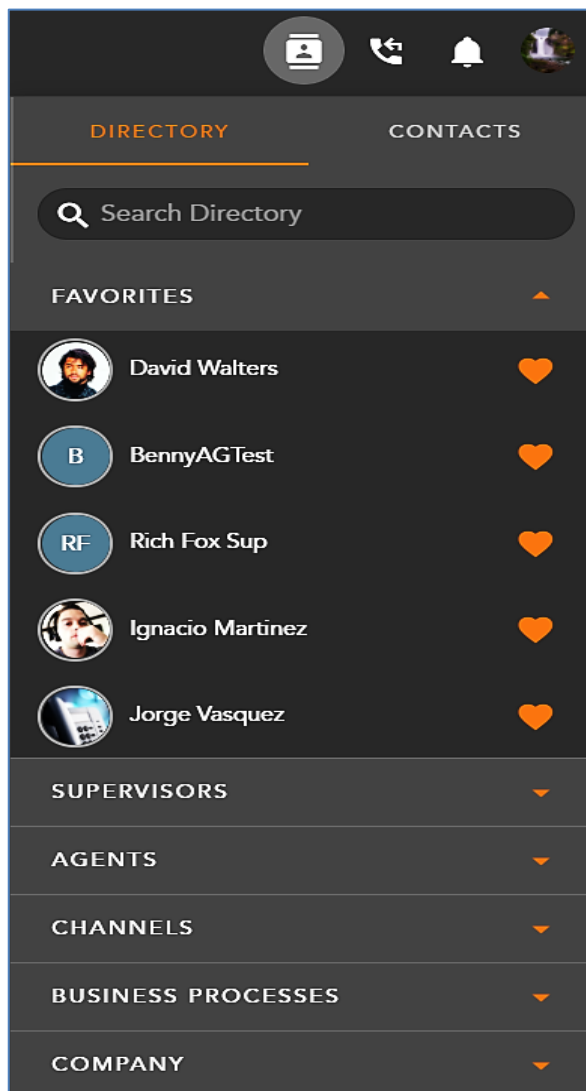 DIRECTORY CONTACTS
Search Directory
FAVORITES
David Walters
B BennyAGTest
RF Rich Fox Sup
Ignacio Martinez
Jorge Vasquez
SUPERVISORS
AGENTS
CHANNELS
BUSINESS PROCESSES
COMPANY